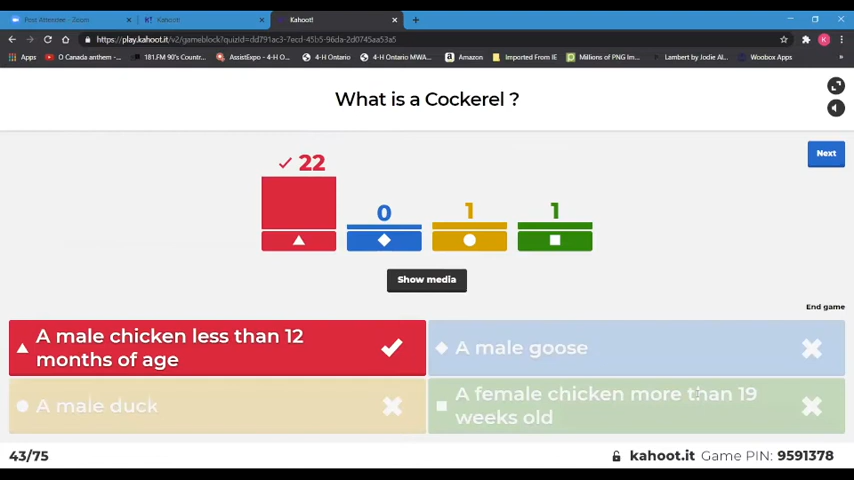 Post Attendee - Zoom
Kahoot!
Kahoot!
https://play.kahoot.it/v2/gameblock?quizId=dd791ac3-7ecd-45b5-96da-2d0745aa53a5
Apps
O Canada anthem -...
181.FM 90's Countr...
AssistExpo - 4-H O...
4-H Ontario
4-H Ontario MWA...
Amazon
Imported From IE
Millions of PNG Im...
Lambert by Jodie Al...
Woobox Apps
K
What is a Cockerel ?
Next
22
0
1
1
Show media
End game
A male chicken less than 12
months of age
A male goose
A male duck
A female chicken more than 19
weeks old
43/75
kahoot.it Game PIN: 9591378